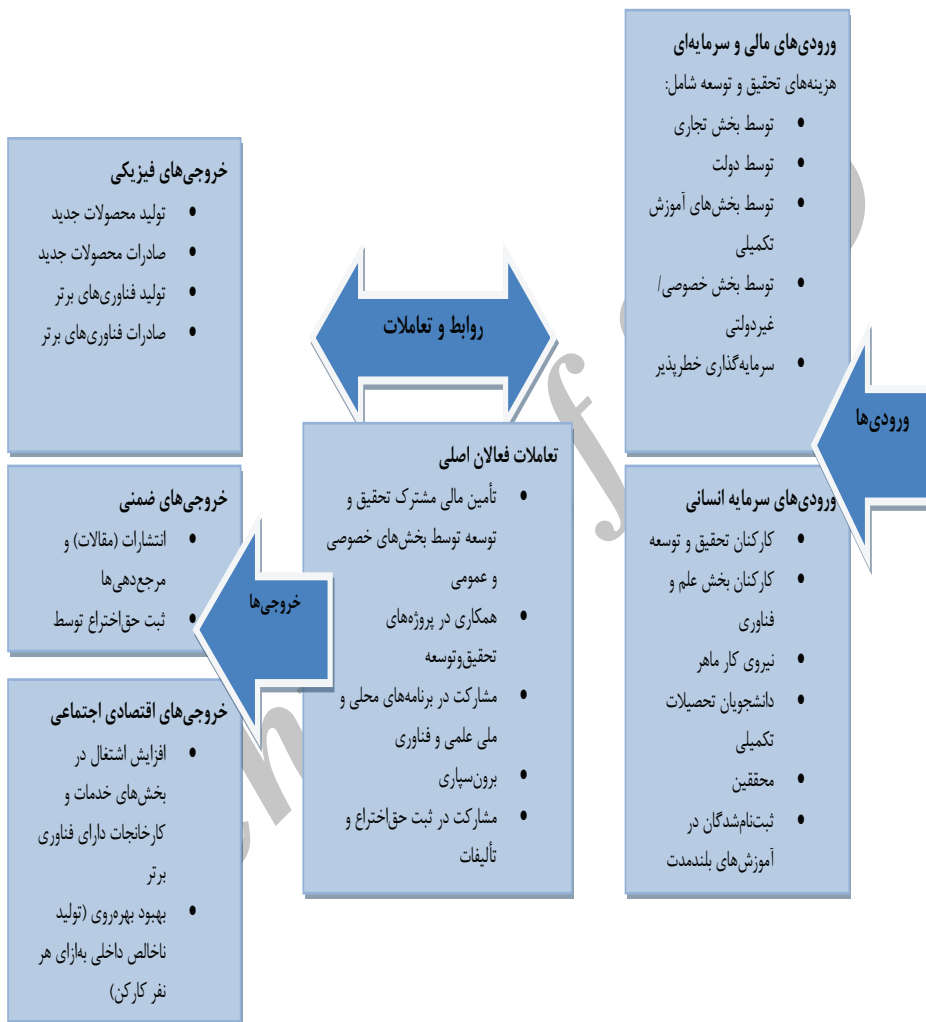 ورودی‌های مالی و سرمایه‌ای
هزینه‌های تحقیق و توسعه شامل:
• توسط بخش تجاری
• توسط دولت
• توسط بخش‌های آموزش
تکمیلی
• توسط بخش خصوصی/
غیردولتی
• سرمایه‌گذاری خطرپذیر
ورودی‌ها
ورودی‌های سرمایه انسانی
• کارکنان تحقیق و توسعه
• کارکنان بخش علم و
فناوری
• نیروی کار ماهر
• دانشجویان تحصیلات
تکمیلی
• محققین
• ثبت‌نام‌شدگان در
آموزش‌های بلندمدت
روابط و تعاملات
تعاملات فعالان اصلی
• تأمین مالی مشترک تحقیق و
توسعه توسط بخش‌های خصوصی
و عمومی
• همکاری در پروژه‌های
تحقیق‌وتوسعه
• مشارکت در برنامه‌های محلی و
ملی علمی و فناوری
• برون‌سپاری
• مشارکت در ثبت حق‌اختراع و
تألیفات
خروجی‌ها
خروجی‌های فیزیکی
• تولید محصولات جدید
• صادرات محصولات جدید
• تولید فناوری‌های برتر
• صادرات فناوری‌های برتر
خروجی‌های ضمنی
• انتشارات (مقالات) و
مرجع‌دهی‌ها
• ثبت حق‌اختراع توسط
خروجی‌های اقتصادی اجتماعی
• افزایش اشتغال در
بخش‌های خدمات و
کارخانجات دارای فناوری
برتر
• بهبود بهره‌روی (تولید
ناخالص داخلی به‌ازای هر
نفر کارکن)